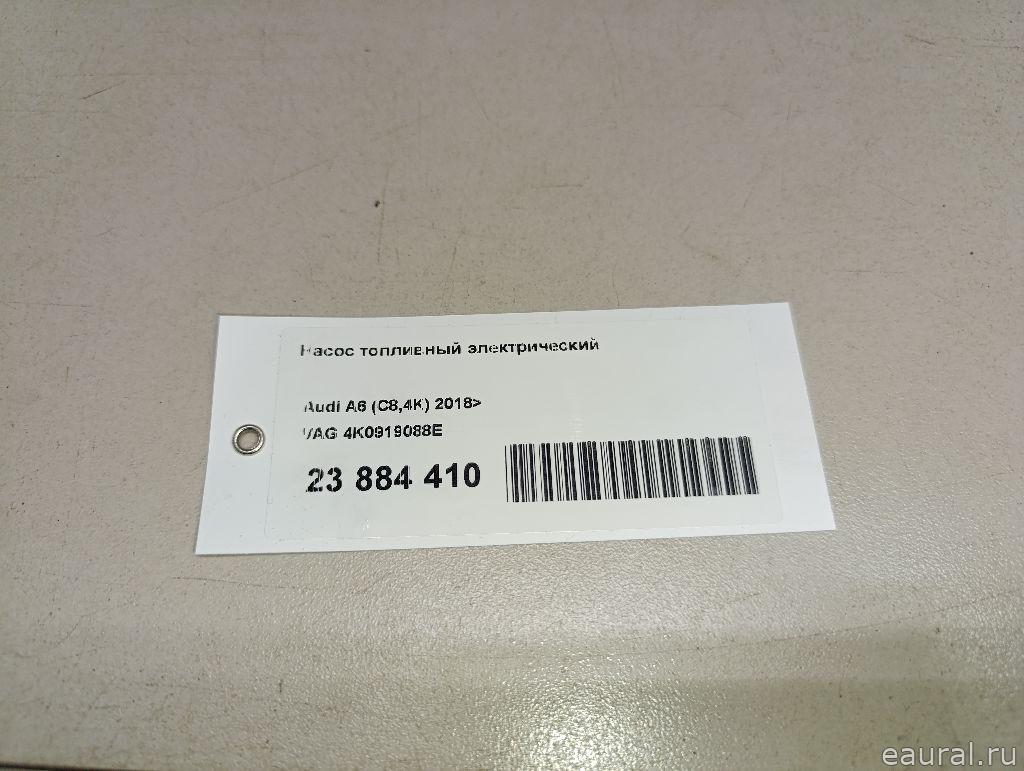 Насос топливный электрический
Audi A6 (C8,4K) 2018>
VAG 4K0919088E
23 884 410
eaural.ru